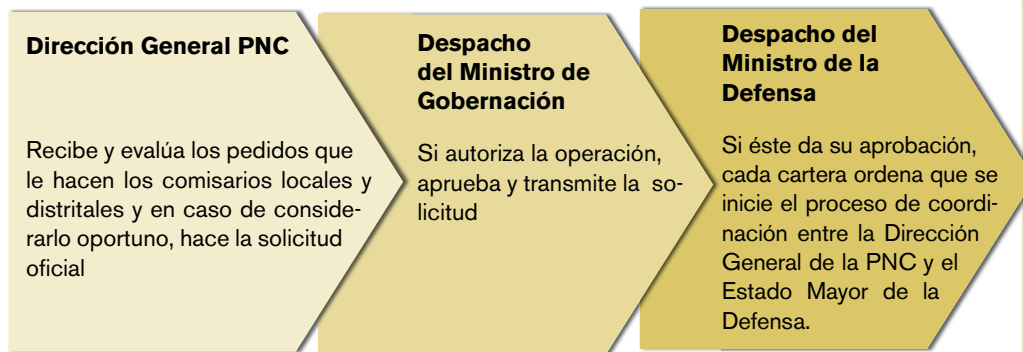 Dirección General PNC
Recibe y evalúa los pedidos que
le hacen los comisarios locales y
distritales y en caso de conside-
rarlo oportuno, hace la solicitud
oficial
Despacho
del Ministro de
Gobernación
Si autoriza la operación,
aprueba y transmite la so-
licitud
Despacho del
Ministro de la
Defensa
Si éste da su aprobación,
cada cartera ordena que se
inicie el proceso de coordi-
nación entre la Dirección
General de la PNC y el
Estado Mayor de la
Defensa.